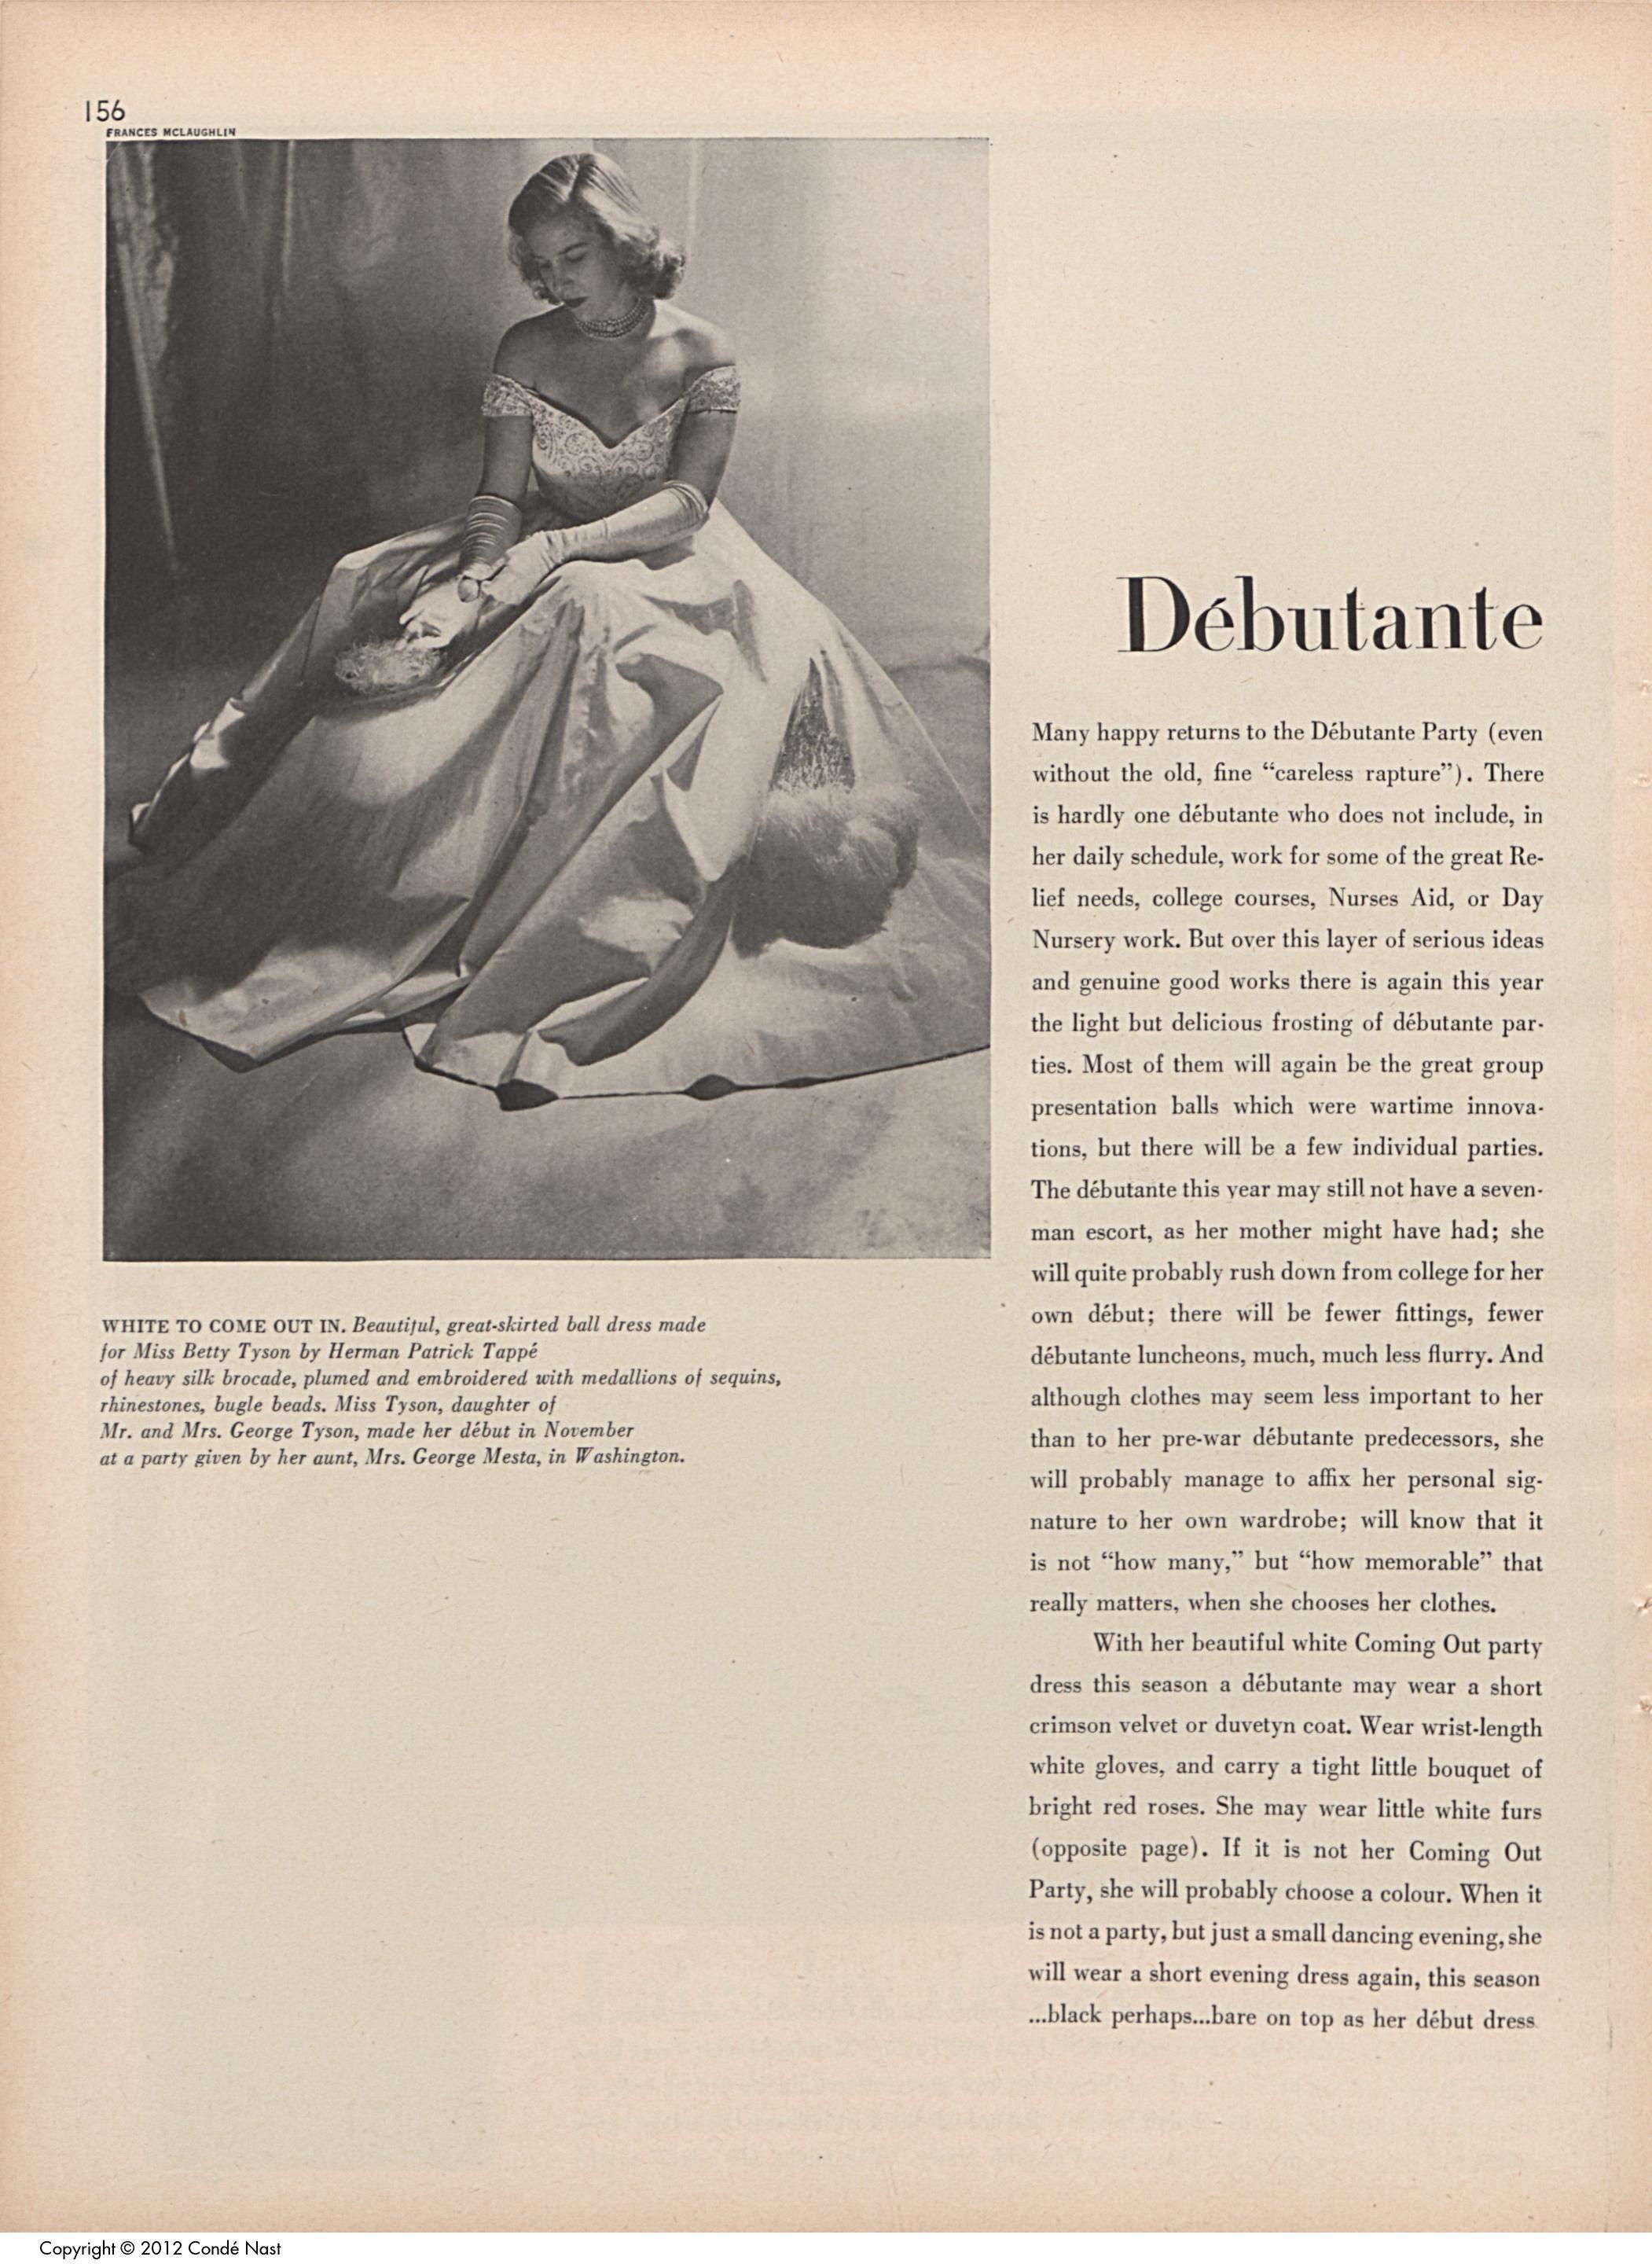 156
FRANCES MCLAUGHLIN
WHITE TO COME OUT IN. Beautiful, great-skirted ball dress made
for Miss Betty Tyson by Herman Patrick Tappé
of heavy silk brocade, plumed and embroidered with medallions of sequins,
rhinestones, bugle beads. Miss Tyson, daughter of
Mr. and Mrs. George Tyson, made her début in November
at a party given by her aunt, Mrs. George Mesta, in Washington.
Débutante
Many happy returns to the Débutante Party (even
without the old, fine “careless rapture”). There
is hardly one débutante who does not include, in
her daily schedule, work for some of the great Re-
lief needs, college courses, Nurses Aid, or Day
Nursery work. But over this layer of serious ideas
and genuine good works there is again this year
the light but delicious frosting of débutante par-
ties. Most of them will again be the great group
presentation balls which were wartime innova-
tions, but there will be a few individual parties.
The débutante this year may still not have a seven-
man escort, as her mother might have had; she
will quite probably rush down from college for her
own début; there will be fewer fittings, fewer
débutante luncheons, much, much less flurry. And
although clothes may seem less important to her
than to her pre-war débutante predecessors, she
will probably manage to affix her personal sig-
nature to her own wardrobe; will know that it
is not “how many,” but “how memorable” that
really matters, when she chooses her clothes.
With her beautiful white Coming Out party
dress this season a débutante may wear a short
crimson velvet or duvetyn coat. Wear wrist-length
white gloves, and carry a tight little bouquet of
bright red roses. She may wear little white furs
(opposite page). If it is not her Coming Out
Party, she will probably choose a colour. When it
is not a party, but just a small dancing evening, she
will wear a short evening dress again, this season
...black perhaps...bare on top as her début dress
Copyright © 2012 Condé Nast